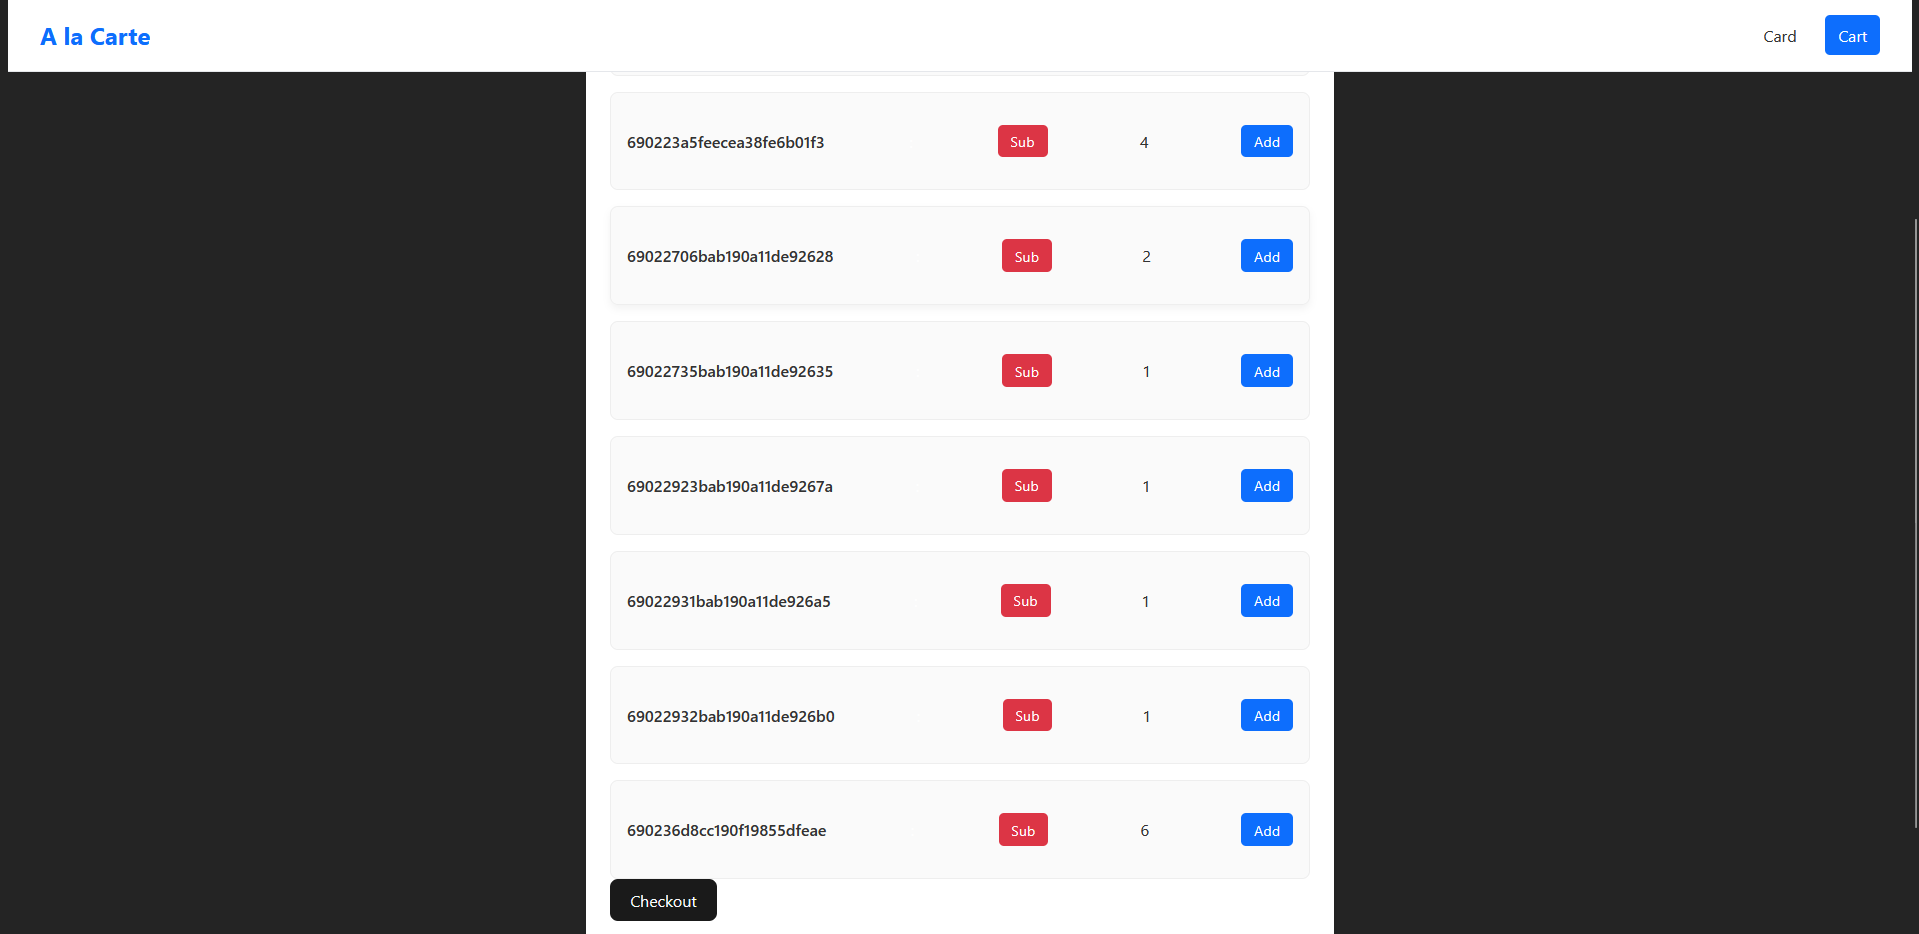 A la Carte Card Cart
690223a5feecea38fe6b01f3 Sub 4 Add
69022706bab190a11de92628 Sub 2 Add
69022735bab190a11de92635 Sub 1 Add
69022923bab190a11de9267a Sub 1 Add
69022931bab190a11de926a5 Sub 1 Add
69022932bab190a11de926b0 Sub 1 Add
690236d8cc190f19855dfeae Sub 6 Add
Checkout